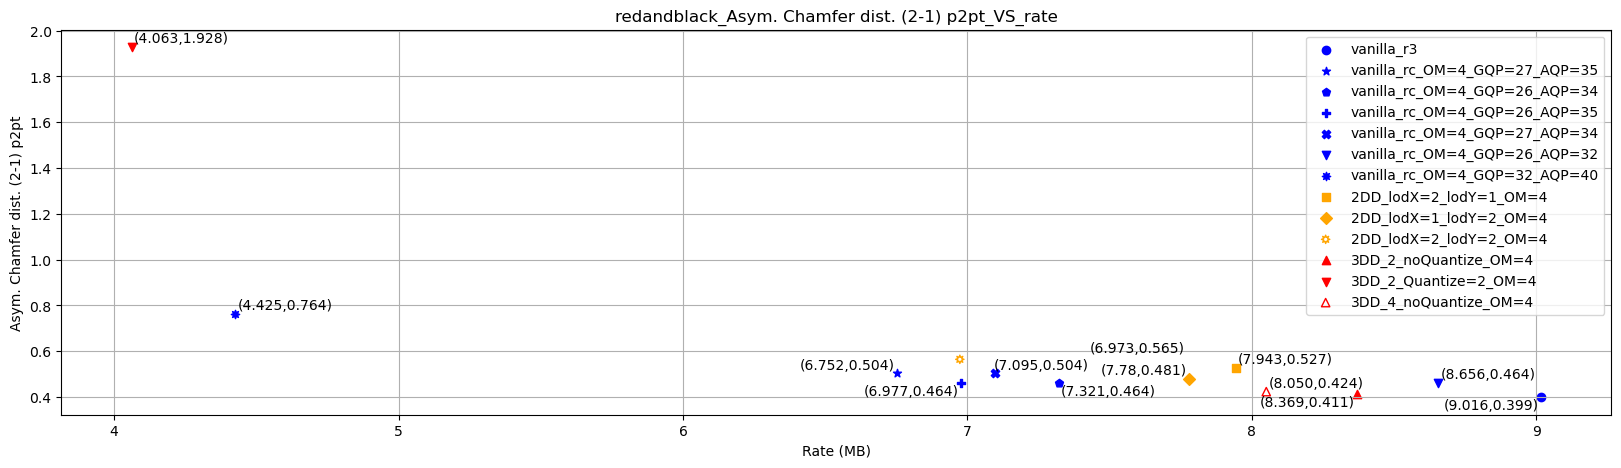 redandblack_Asym. Chamfer dist. (2-1) p2pt_VS_rate
Asym. Chamfer dist. (2-1) p2pt
2.0
1.8
1.6
1.4
1.2
1.0
0.8
0.6
0.4
(4.063,1.928)
(4.425,0.764)
(6.752,0.504)
(6.977,0.464)
(7.095,0.504)
(7.321,0.464)
(6.973,0.565)
(7.78,0.481)
(7.943,0.527)
(8.050,0.424)
(8.369,0.411)
(8.656,0.464)
(9.016,0.399)
vanilla_r3
vanilla_rc_OM=4_GQP=27_AQP=35
vanilla_rc_OM=4_GQP=26_AQP=34
vanilla_rc_OM=4_GQP=26_AQP=35
vanilla_rc_OM=4_GQP=27_AQP=34
vanilla_rc_OM=4_GQP=26_AQP=32
vanilla_rc_OM=4_GQP=32_AQP=40
2DD_lodX=2_lodY=1_OM=4
2DD_lodX=1_lodY=2_OM=4
2DD_lodX=2_lodY=2_OM=4
3DD_2_noQuantize_OM=4
3DD_2_Quantize=2_OM=4
3DD_4_noQuantize_OM=4
4
5
6
7
8
9
Rate (MB)